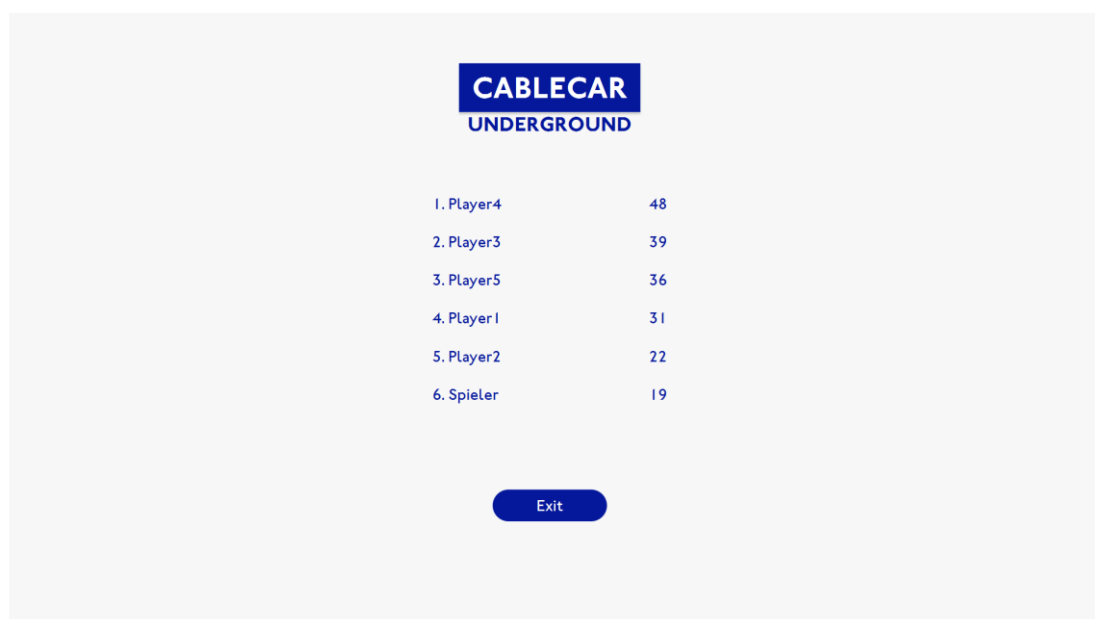 CABLECAR
UNDERGROUND
1. Player4 48
2. Player3 39
3. Player5 36
4. Player1 31
5. Player2 22
6. Spieler 19
Exit